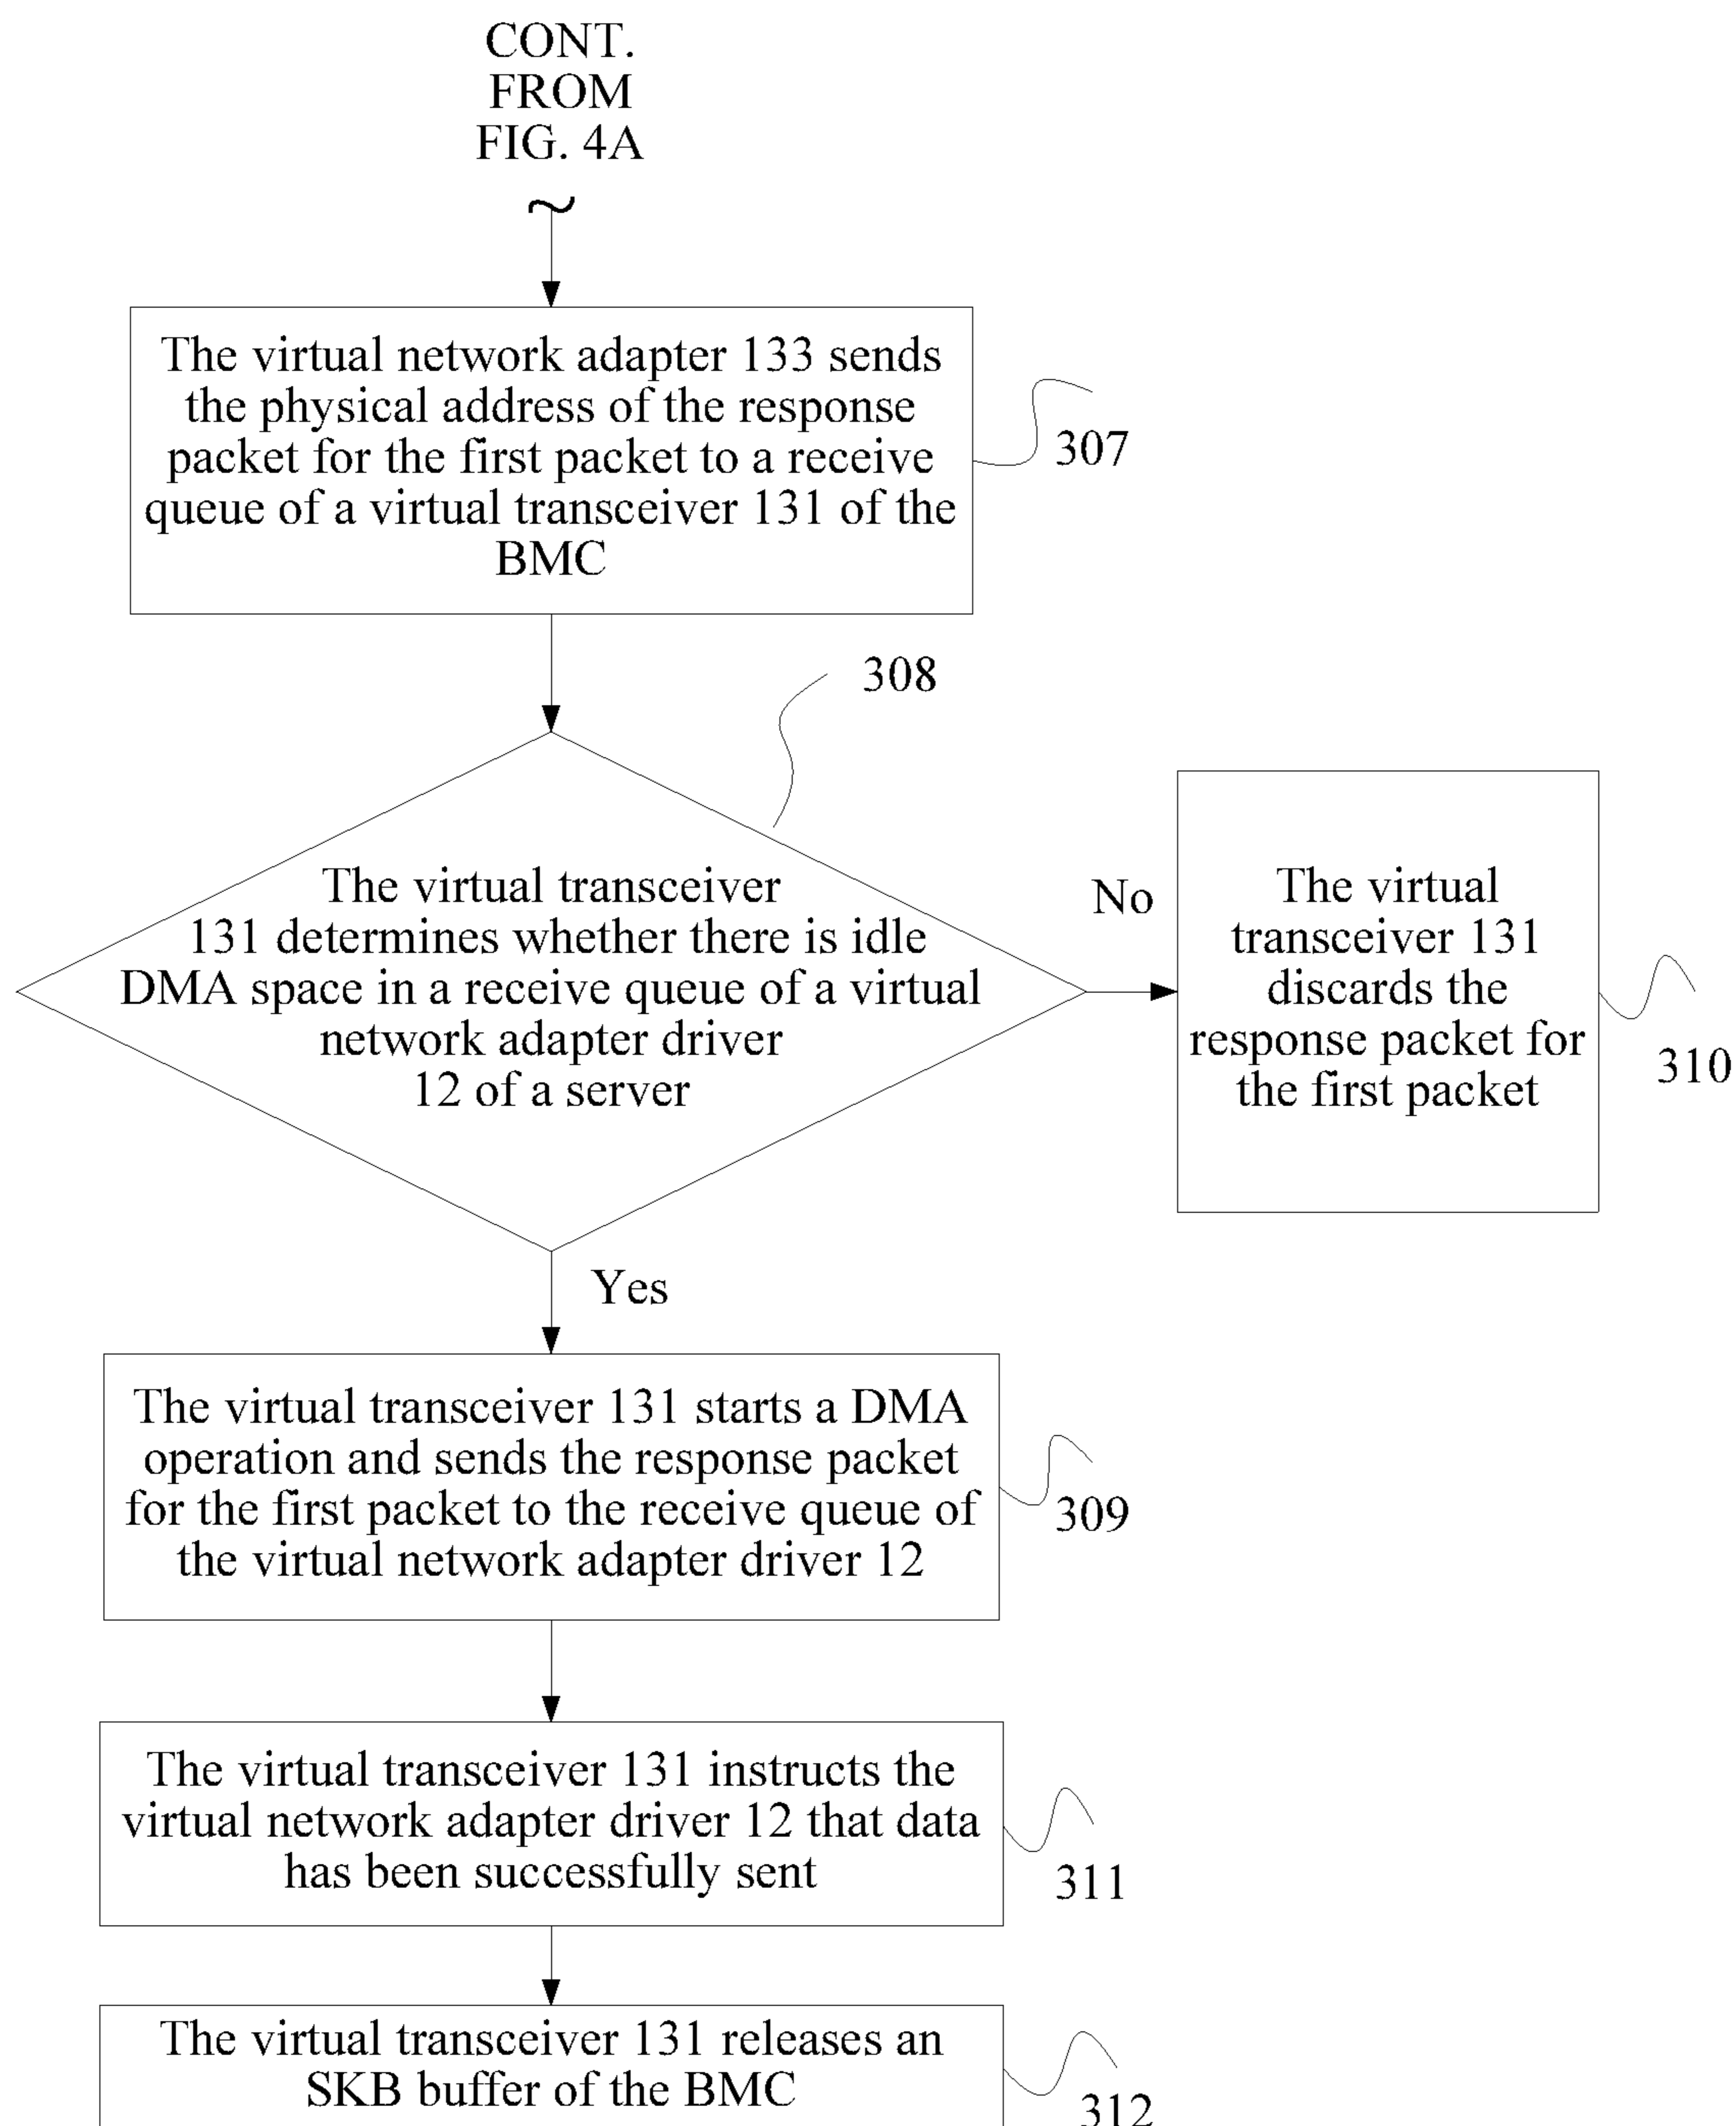 CONT.
FROM
FIG. 4A
The virtual network adapter 133 sends
the physical address of the response
packet for the first packet to a receive
queue of a virtual transceiver 131 of the
BMC
307
308
The virtual transceiver
131 determines whether there is idle
DMA space in a receive queue of a virtual
network adapter driver
12 of a server
No
The virtual
transceiver 131
discards the
response packet for
the first packet
310
Yes
The virtual transceiver 131 starts a DMA
operation and sends the response packet
for the first packet to the receive queue of
the virtual network adapter driver 12
309
The virtual transceiver 131 instructs the
virtual network adapter driver 12 that data
has been successfully sent
311
The virtual transceiver 131 releases an
SKB buffer of the BMC
312